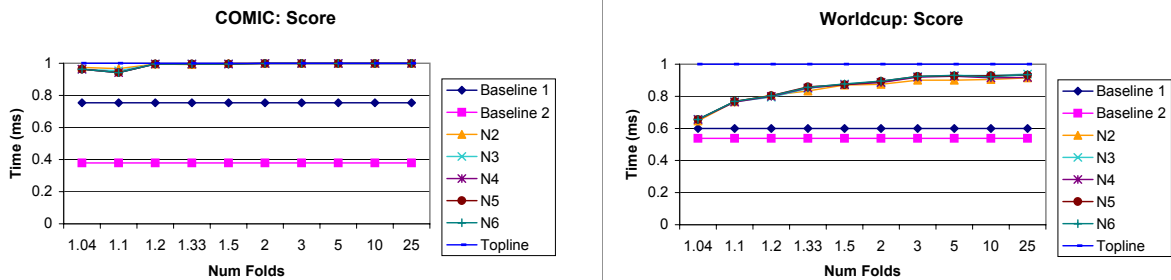 COMIC: Score
Time (ms)
1
0.8
0.6
0.4
0.2
0
1.04 1.1 1.2 1.33 1.5 2 3 5 10 25
Num Folds
Baseline 1
Baseline 2
N2
N3
N4
N5
N6
Topline
Worldcup: Score
Time (ms)
1
0.8
0.6
0.4
0.2
0
1.04 1.1 1.2 1.33 1.5 2 3 5 10 25
Num Folds
Baseline 1
Baseline 2
N2
N3
N4
N5
N6
Topline